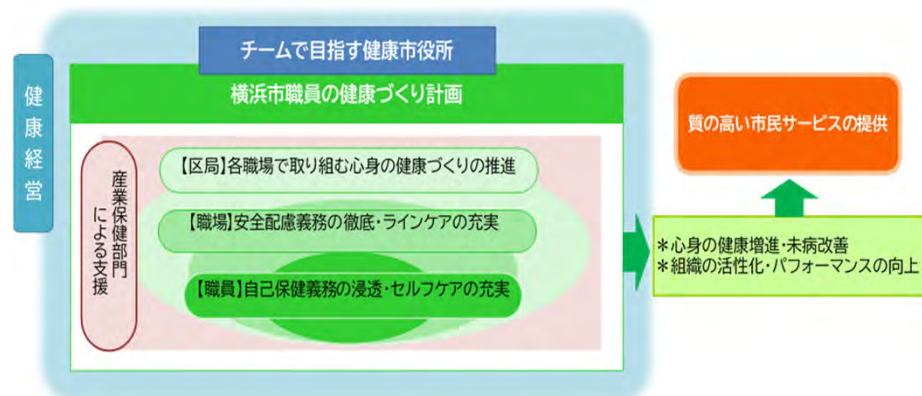 チームで目指す健康市役所
健康経営
横浜市職員の健康づくり計画
産業保健部門
による支援
【区局】各職場で取り組む心身の健康づくりの推進
【職場】安全配慮義務の徹底・ラインケアの充実
【職員】自己保健義務の浸透・セルフケアの充実
質の高い市民サービスの提供
＊心身の健康増進・未病改善
＊組織の活性化・パフォーマンスの向上